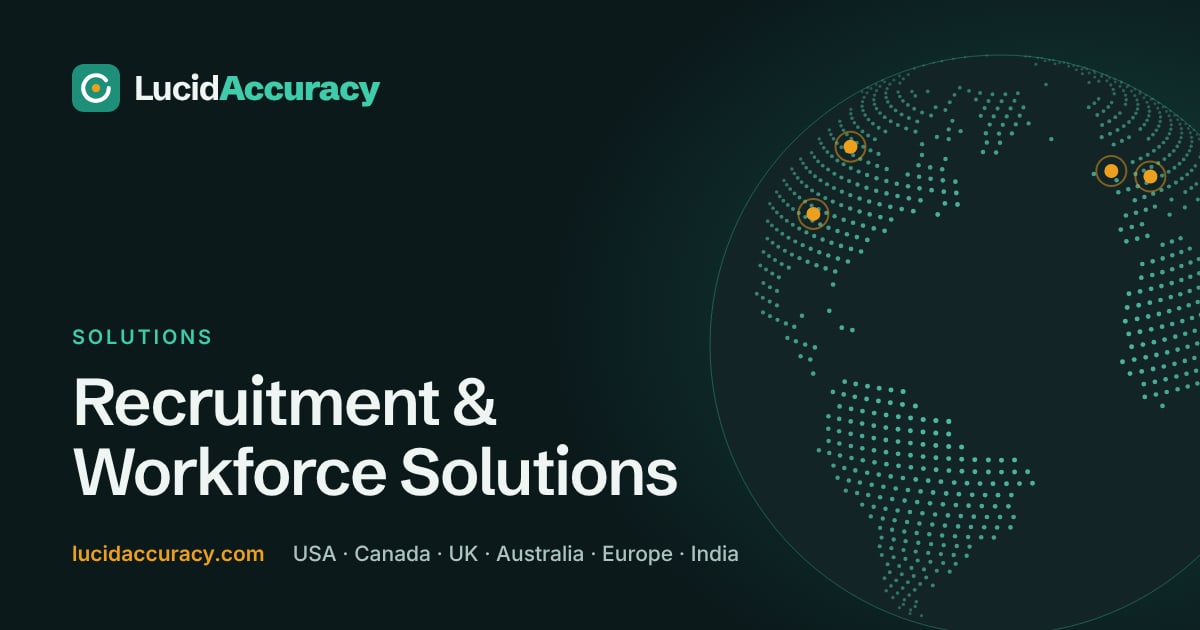 LucidAccuracy
SOLUTIONS
Recruitment &
Workforce Solutions
lucidaccuracy.com USA · Canada · UK · Australia · Europe · India